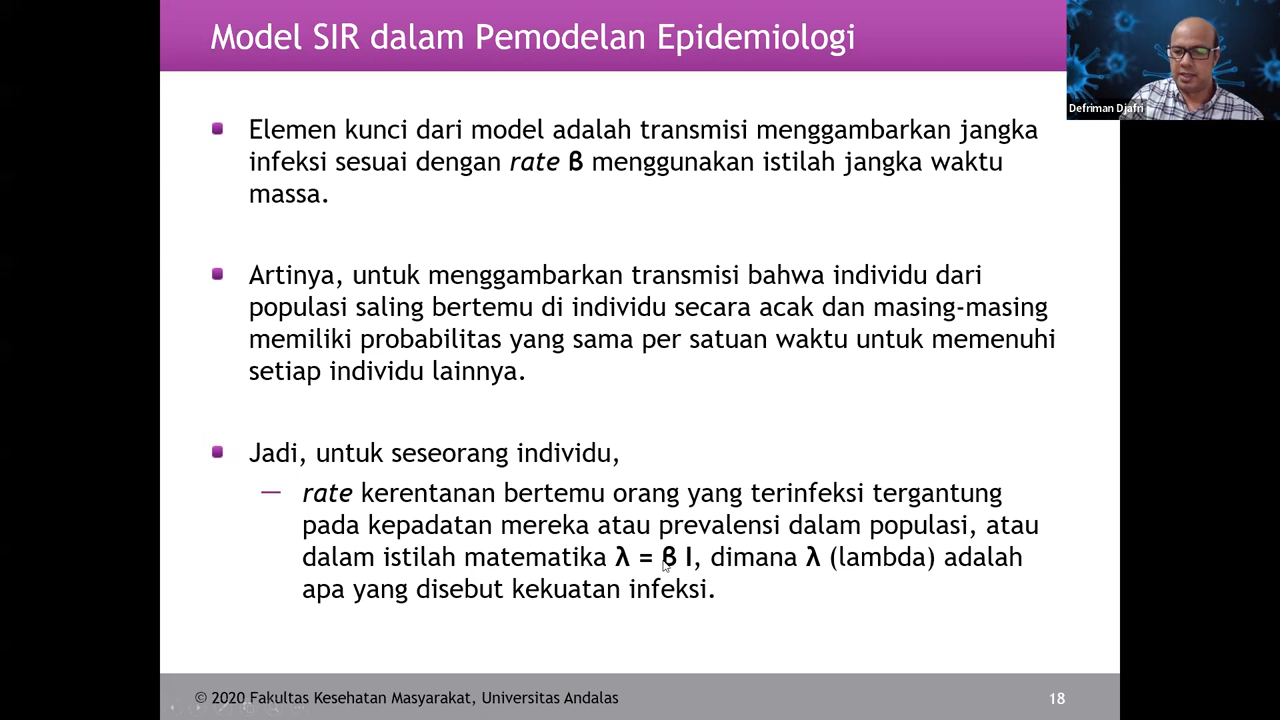 Model SIR dalam Pemodelan Epidemiologi
Defriman Djafri
Elemen kunci dari model adalah transmisi menggambarkan jangka
infeksi sesuai dengan rate β menggunakan istilah jangka waktu
massa.
Artinya, untuk menggambarkan transmisi bahwa individu dari
populasi saling bertemu di individu secara acak dan masing-masing
memiliki probabilitas yang sama per satuan waktu untuk memenuhi
setiap individu lainnya.
Jadi, untuk seseorang individu,
— rate kerentanan bertemu orang yang terinfeksi tergantung
pada kepadatan mereka atau prevalensi dalam populasi, atau
dalam istilah matematika λ = β I, dimana λ (lambda) adalah
apa yang disebut kekuatan infeksi.
© 2020 Fakultas Kesehatan Masyarakat, Universitas Andalas
18